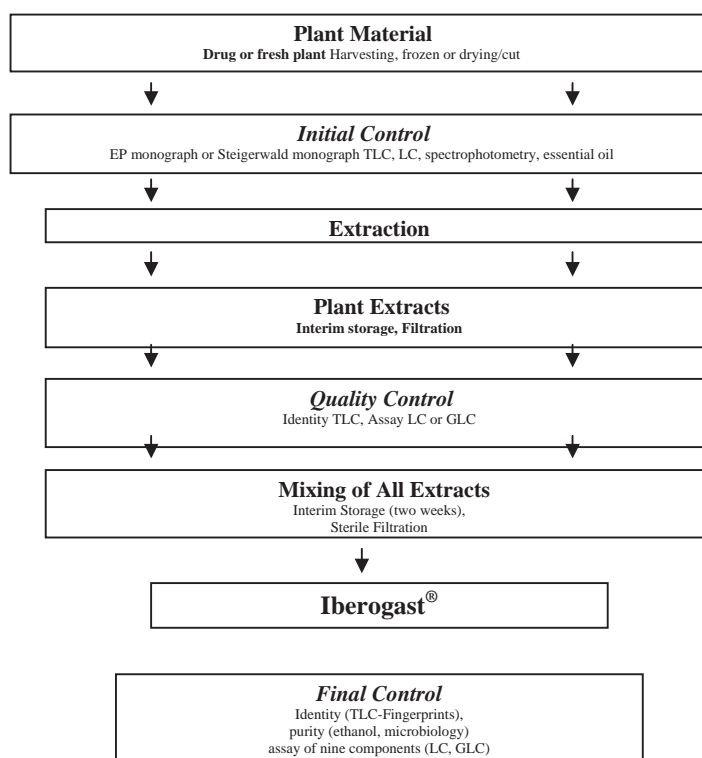 Plant Material
Drug or fresh plant Harvesting, frozen or drying/cut
Initial Control
EP monograph or Steigerwald monograph TLC, LC, spectrophotometry, essential oil
Extraction
Plant Extracts
Interim storage, Filtration
Quality Control
Identity TLC, Assay LC or GLC
Mixing of All Extracts
Interim Storage (two weeks),
Sterile Filtration
Iberogast®
Final Control
Identity (TLC-Fingerprints),
purity (ethanol, microbiology)
assay of nine components (LC, GLC)